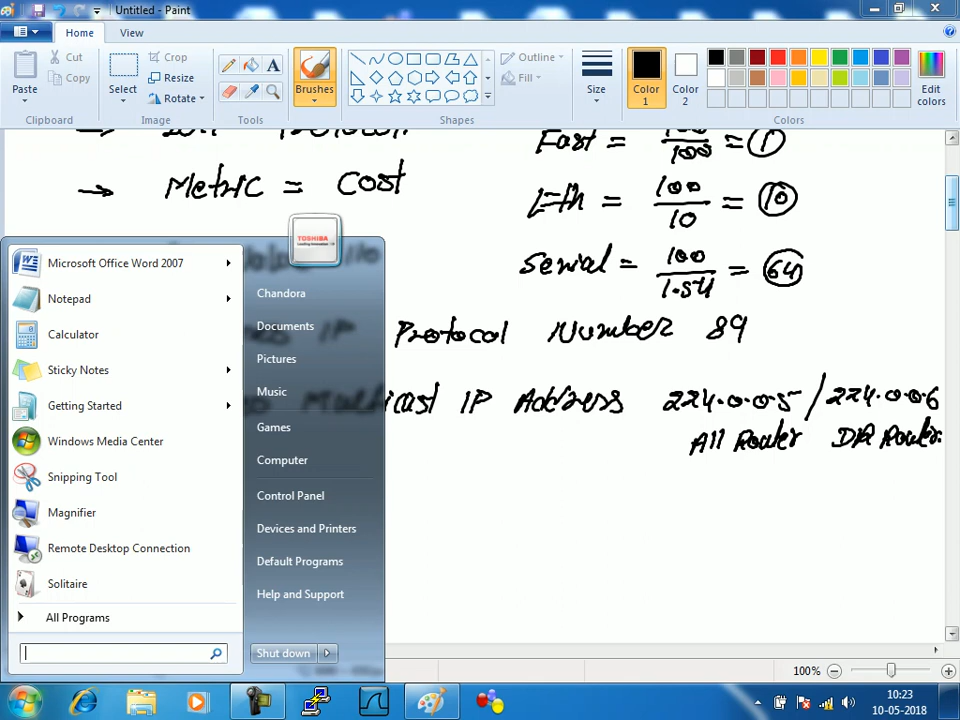 Untitled - Paint
Home
View
Paste
Cut
Copy
Clipboard
Select
Crop
Resize
Rotate
Image
Tools
Brushes
Shapes
Outline
Fill
Size
Color 1
Color 2
Edit colors
Colors
Fast = 100/100 = 1
→ Metric = Cost
Eth = 100/10 = 10
Serial = 100/1.54 = 64
IP Protocol Number 89
Multicast IP Address 224.0.0.5 / 224.0.0.6
All Router DR Router
TOSHIBA
Leading Innovation
Microsoft Office Word 2007
Notepad
Calculator
Sticky Notes
Getting Started
Windows Media Center
Snipping Tool
Magnifier
Remote Desktop Connection
Solitaire
All Programs
Chandora
Documents
Pictures
Music
Games
Computer
Control Panel
Devices and Printers
Default Programs
Help and Support
Shut down
100%
10:23
10-05-2018